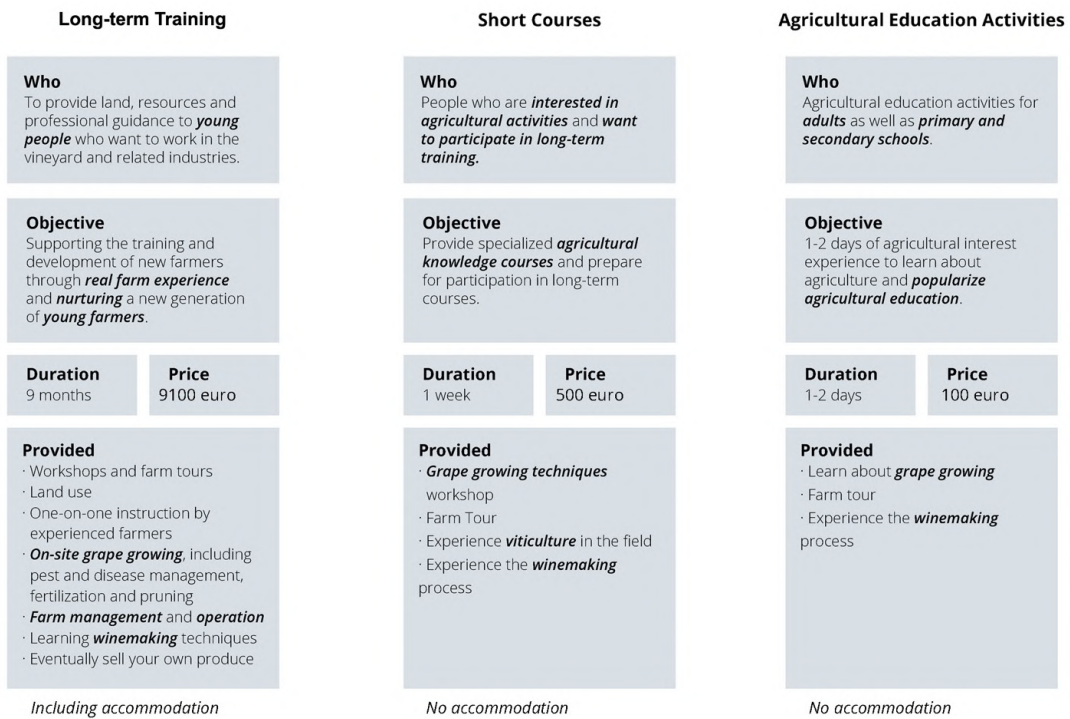 Long-term Training
Who
To provide land, resources and
professional guidance to young
people who want to work in the
vineyard and related industries.
Objective
Supporting the training and
development of new farmers
through real farm experience
and nurturing a new generation
of young farmers.
Duration
9 months
Price
9100 euro
Provided
· Workshops and farm tours
· Land use
· One-on-one instruction by
experienced farmers
· On-site grape growing, including
pest and disease management,
fertilization and pruning
· Farm management and operation
· Learning winemaking techniques
· Eventually sell your own produce
Including accommodation
Short Courses
Who
People who are interested in
agricultural activities and want
to participate in long-term
training.
Objective
Provide specialized agricultural
knowledge courses and prepare
for participation in long-term
courses.
Duration
1 week
Price
500 euro
Provided
· Grape growing techniques
workshop
· Farm Tour
· Experience viticulture in the field
· Experience the winemaking
process
No accommodation
Agricultural Education Activities
Who
Agricultural education activities for
adults as well as primary and
secondary schools.
Objective
1-2 days of agricultural interest
experience to learn about
agriculture and popularize
agricultural education.
Duration
1-2 days
Price
100 euro
Provided
· Learn about grape growing
· Farm tour
· Experience the winemaking
process
No accommodation